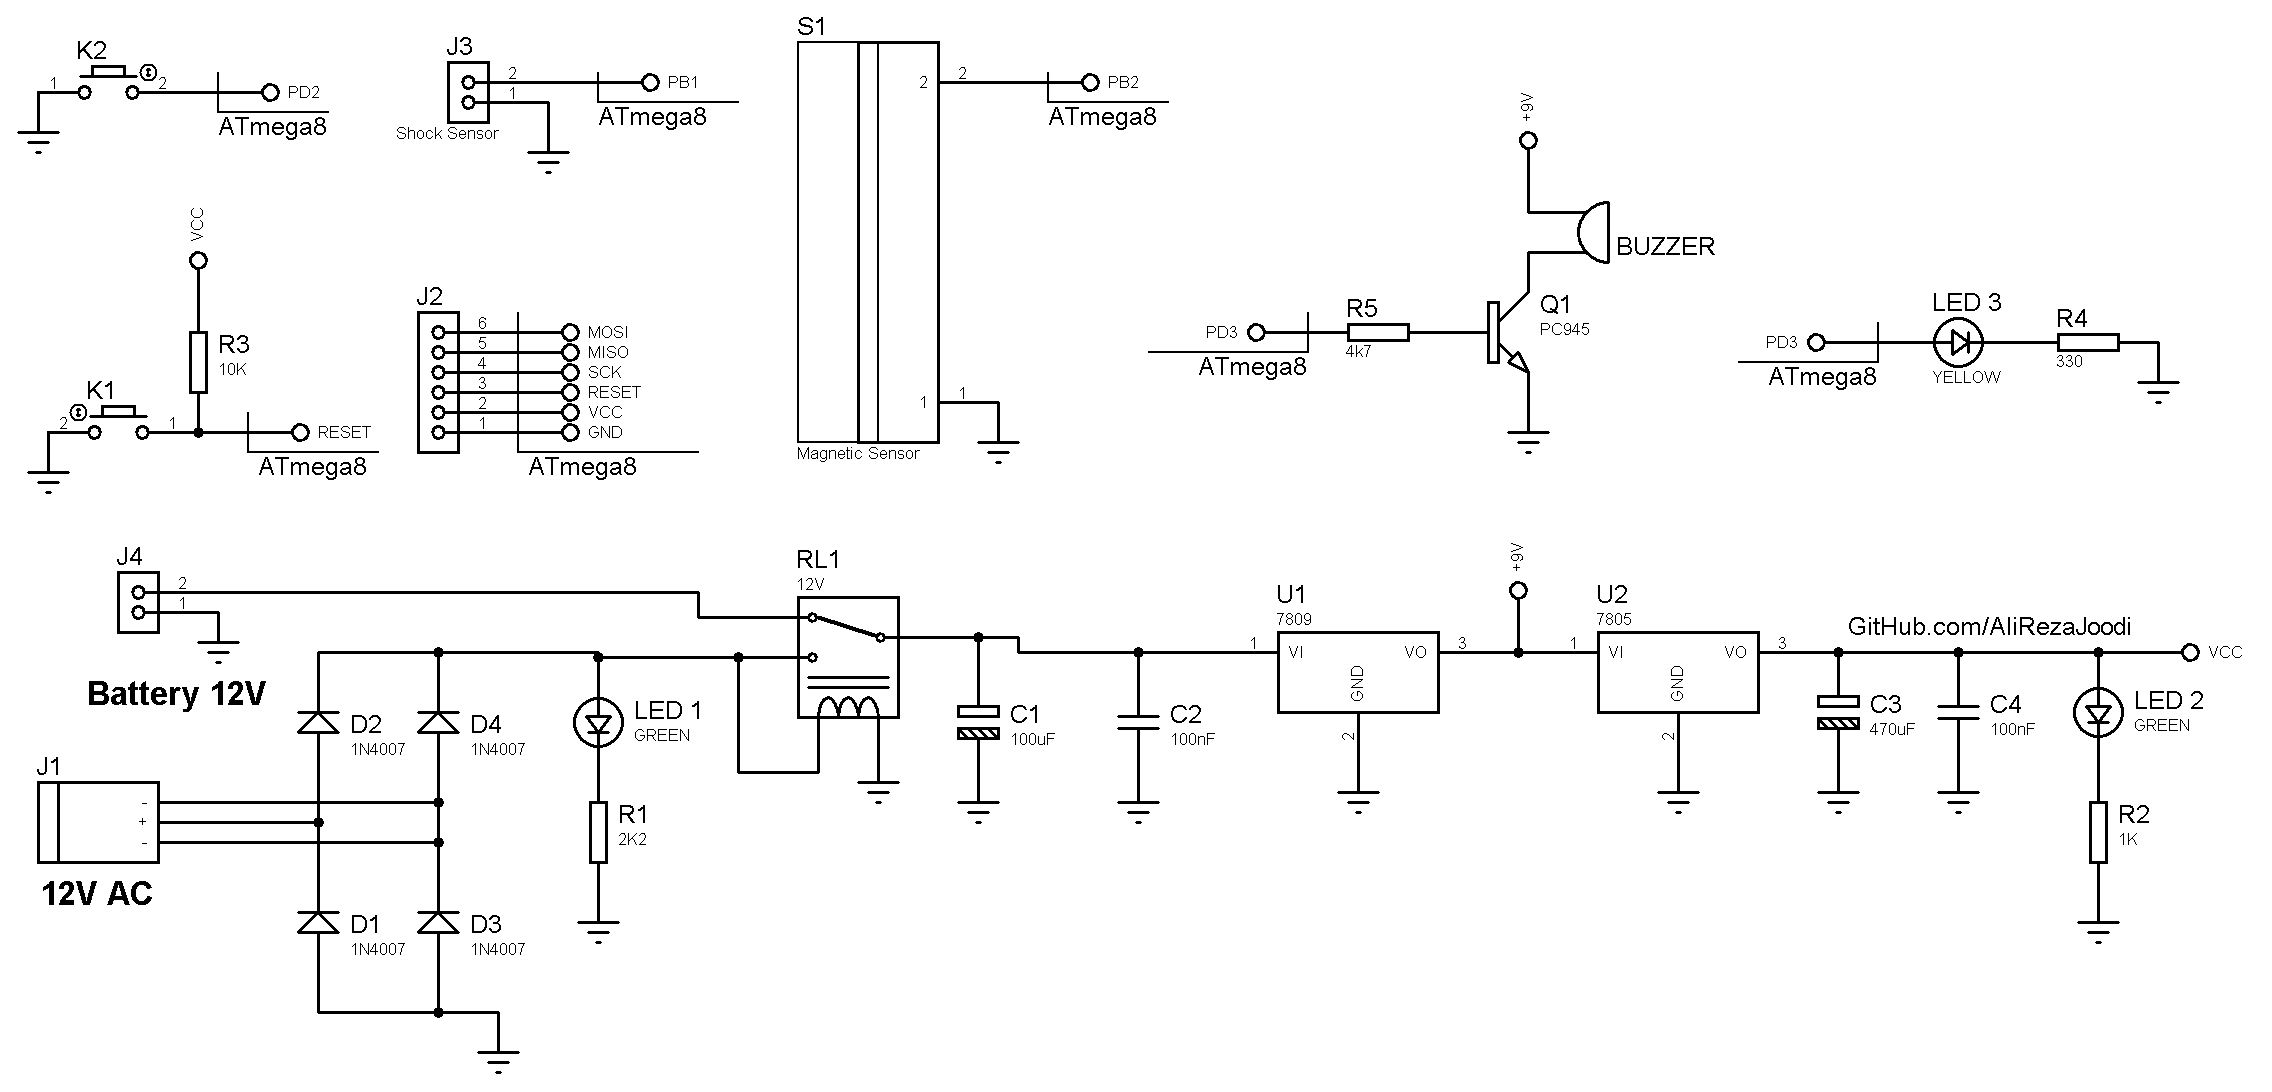 K2
1
2
PD2
ATmega8
J3
2
1
PB1
Shock Sensor
ATmega8
S1
2
2
PB2
ATmega8
1
1
Magnetic Sensor
+9V
BUZZER
Q1
PC945
R5
4k7
PD3
ATmega8
LED 3
YELLOW
PD3
ATmega8
R4
330
VCC
R3
10K
K1
2
1
RESET
ATmega8
J2
6
MOSI
5
MISO
4
SCK
3
RESET
2
VCC
1
GND
ATmega8
J4
2
1
Battery 12V
RL1
12V
U1
7809
1
VI
VO
3
GND
2
+9V
U2
7805
1
VI
VO
3
GND
2
GitHub.com/AliRezaJoodi
VCC
D2
1N4007
D4
1N4007
LED 1
GREEN
C1
100uF
C2
100nF
C3
470uF
C4
100nF
LED 2
GREEN
J1
-
+
-
12V AC
R1
2K2
R2
1K
D1
1N4007
D3
1N4007